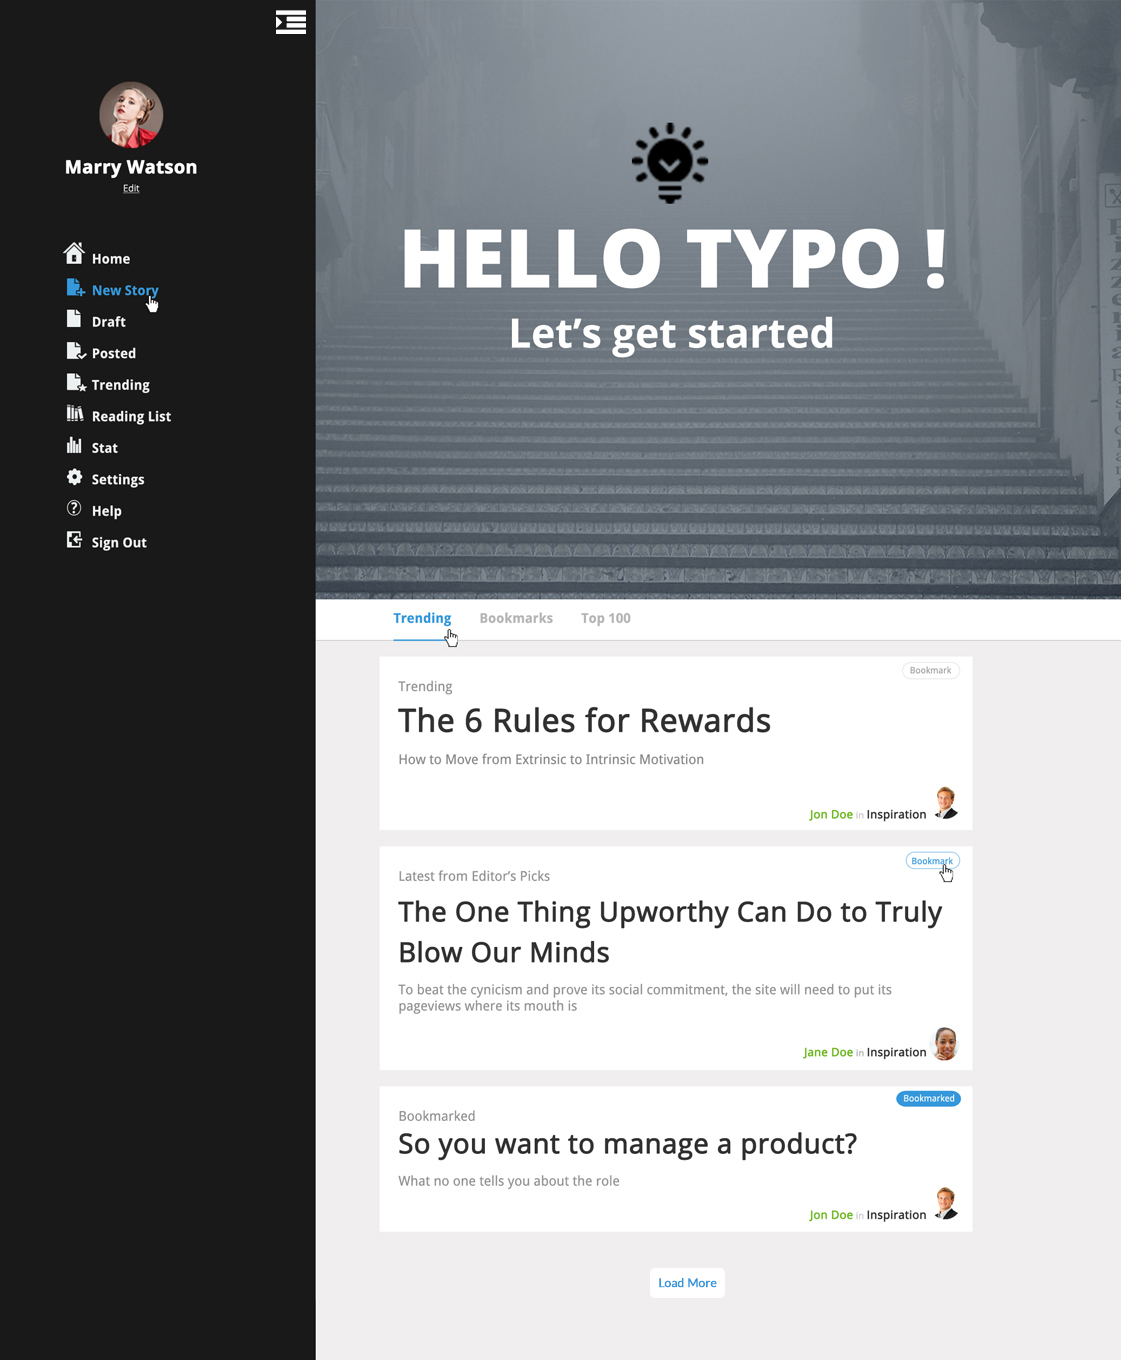 Marry Watson
Edit
Home
New Story
Draft
Posted
Trending
Reading List
Stat
Settings
Help
Sign Out
HELLO TYPO !
Let’s get started
Trending
Bookmarks
Top 100
Bookmark
Trending
The 6 Rules for Rewards
How to Move from Extrinsic to Intrinsic Motivation
Jon Doe in Inspiration
Bookmark
Latest from Editor’s Picks
The One Thing Upworthy Can Do to Truly
Blow Our Minds
To beat the cynicism and prove its social commitment, the site will need to put its
pageviews where its mouth is
Jane Doe in Inspiration
Bookmarked
Bookmarked
So you want to manage a product?
What no one tells you about the role
Jon Doe in Inspiration
Load More